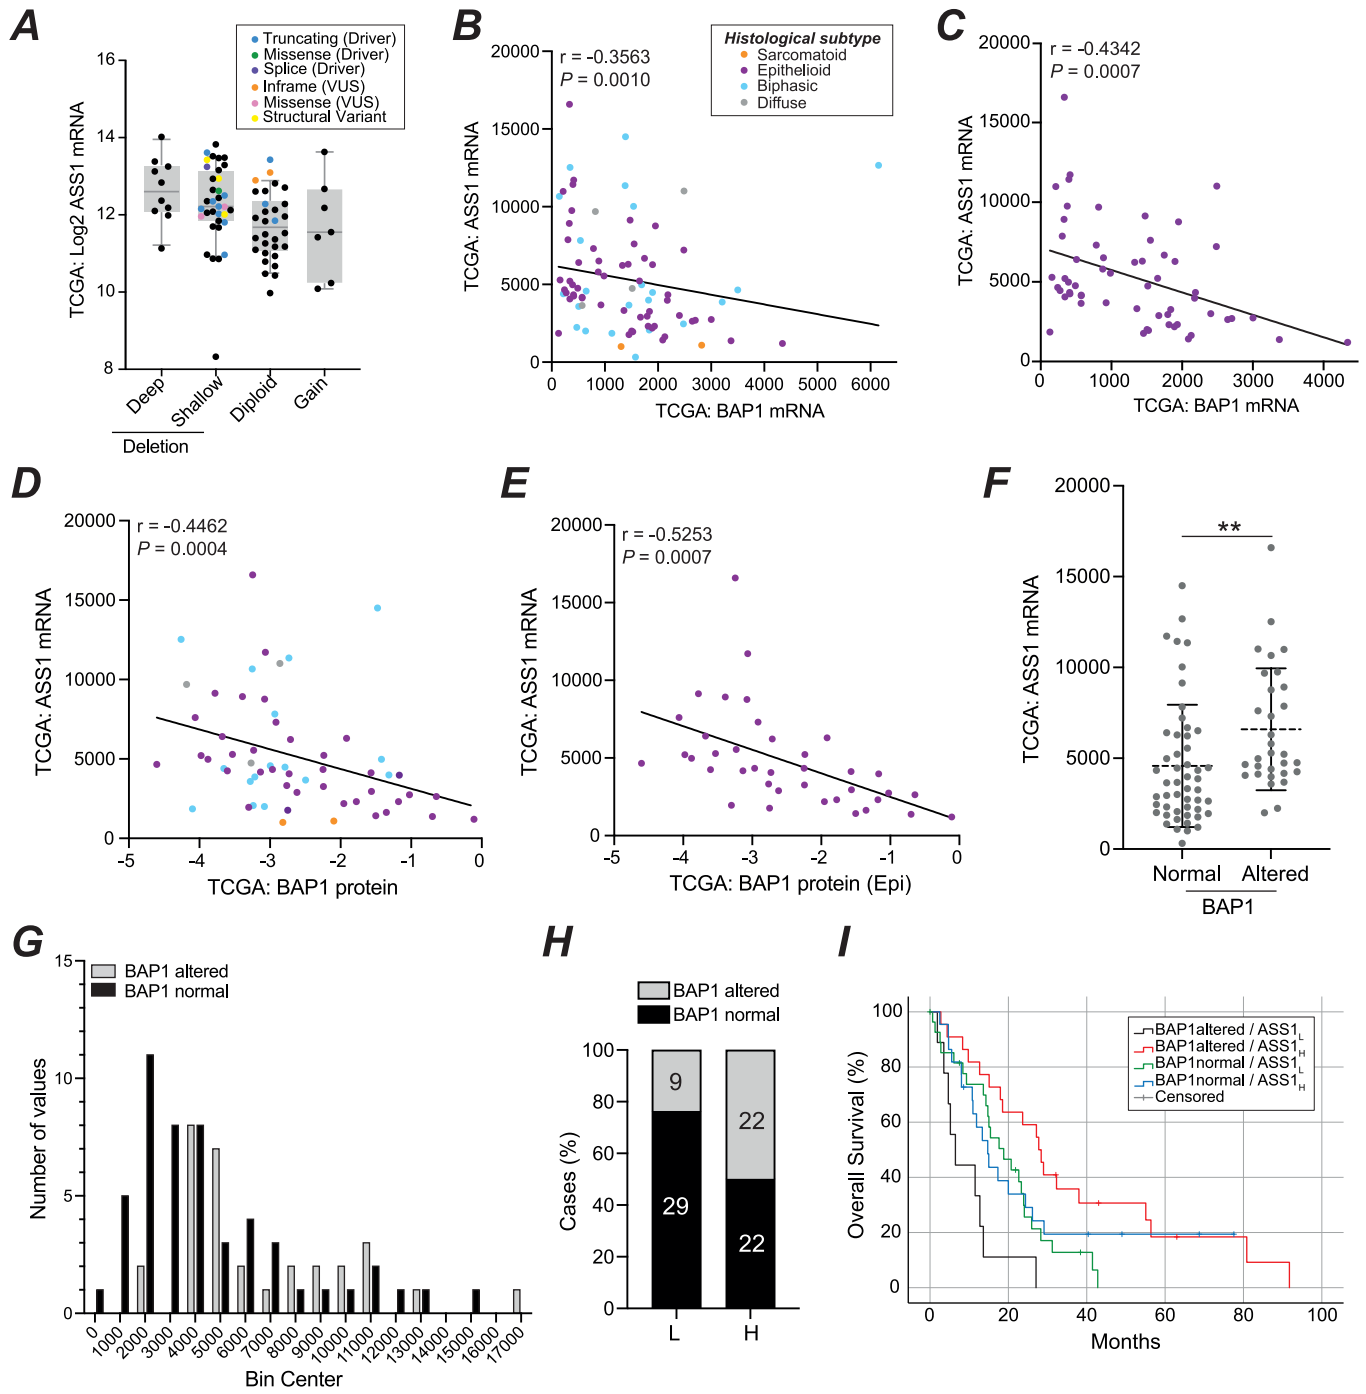 A
Truncating (Driver)
Missense (Driver)
Splice (Driver)
Inframe (VUS)
Missense (VUS)
Structural Variant
16
14
12
10
8
TCGA: Log2 ASS1 mRNA
Deep
Shallow
Diploid
Gain
Deletion
B
r = -0.3563
P = 0.0010
Histological subtype
Sarcomatoid
Epithelioid
Biphasic
Diffuse
20000
15000
10000
5000
0
TCGA: ASS1 mRNA
0 1000 2000 3000 4000 5000 6000
TCGA: BAP1 mRNA
C
r = -0.4342
P = 0.0007
20000
15000
10000
5000
0
TCGA: ASS1 mRNA
0 1000 2000 3000 4000
TCGA: BAP1 mRNA
D
r = -0.4462
P = 0.0004
20000
15000
10000
5000
0
TCGA: ASS1 mRNA
−5 −4 −3 −2 −1 0
TCGA: BAP1 protein
E
r = -0.5253
P = 0.0007
20000
15000
10000
5000
0
TCGA: ASS1 mRNA
−5 −4 −3 −2 −1 0
TCGA: BAP1 protein (Epi)
F
**
20000
15000
10000
5000
0
TCGA: ASS1 mRNA
Normal Altered
BAP1
G
BAP1 altered
BAP1 normal
15
10
5
0
Number of values
0 1000 2000 3000 4000 5000 6000 7000 8000 9000 10000 11000 12000 13000 14000 15000 16000 17000
Bin Center
H
BAP1 altered
BAP1 normal
100
80
60
40
20
0
Cases (%)
9
29
22
22
L H
I
BAP1altered / ASS1L
BAP1altered / ASS1H
BAP1normal / ASS1L
BAP1normal / ASS1H
Censored
100
80
60
40
20
0
Overall Survival (%)
0 20 40 60 80 100
Months